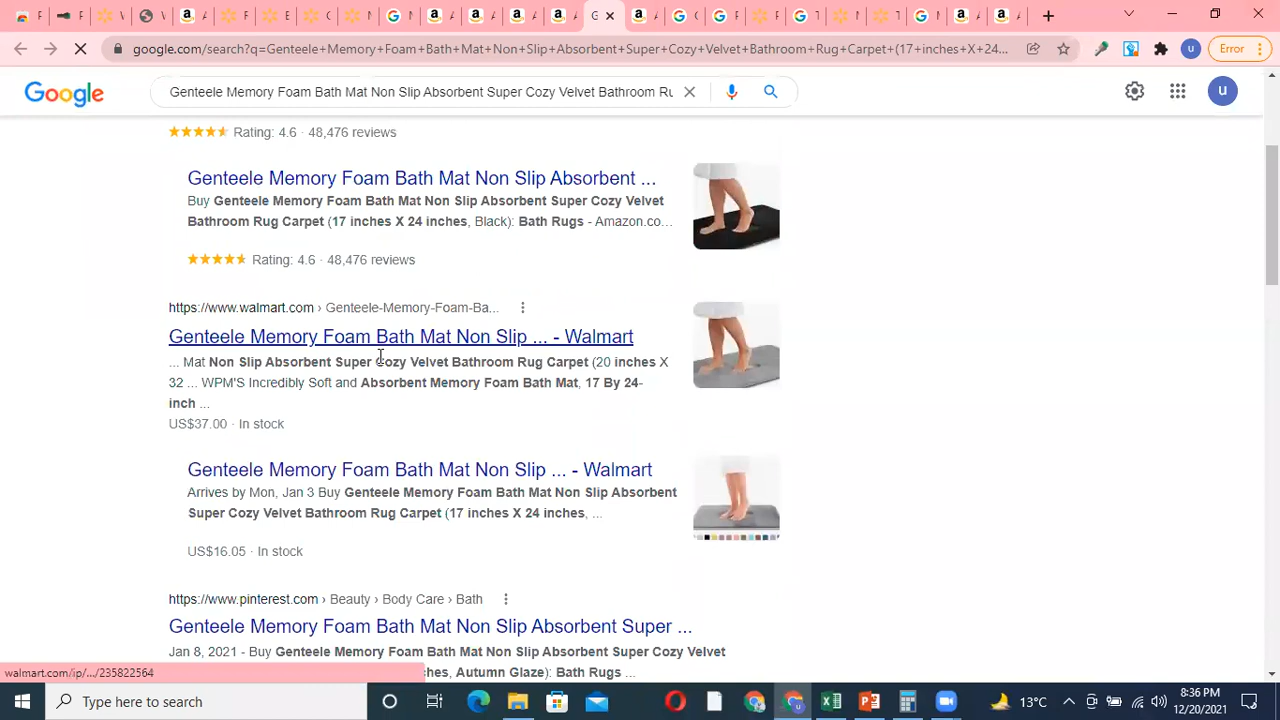 google.com/search?q=Genteele+Memory+Foam+Bath+Mat+Non+Slip+Absorbent+Super+Cozy+Velvet+Bathroom+Rug+Carpet+(17+inches+X+24...
u
Error
Google
Genteele Memory Foam Bath Mat Non Slip Absorbent Super Cozy Velvet Bathroom Ru
u
Rating: 4.6 · 48,476 reviews
Genteele Memory Foam Bath Mat Non Slip Absorbent ...
Buy Genteele Memory Foam Bath Mat Non Slip Absorbent Super Cozy Velvet
Bathroom Rug Carpet (17 inches X 24 inches, Black): Bath Rugs - Amazon.co...
Rating: 4.6 · 48,476 reviews
https://www.walmart.com › Genteele-Memory-Foam-Ba...
Genteele Memory Foam Bath Mat Non Slip ... - Walmart
... Mat Non Slip Absorbent Super Cozy Velvet Bathroom Rug Carpet (20 inches X
32 ... WPM'S Incredibly Soft and Absorbent Memory Foam Bath Mat, 17 By 24-
inch ...
US$37.00 · In stock
Genteele Memory Foam Bath Mat Non Slip ... - Walmart
Arrives by Mon, Jan 3 Buy Genteele Memory Foam Bath Mat Non Slip Absorbent
Super Cozy Velvet Bathroom Rug Carpet (17 inches X 24 inches, ...
US$16.05 · In stock
https://www.pinterest.com › Beauty › Body Care › Bath
Genteele Memory Foam Bath Mat Non Slip Absorbent Super ...
Jan 8, 2021 - Buy Genteele Memory Foam Bath Mat Non Slip Absorbent Super Cozy Velvet
ches, Autumn Glaze): Bath Rugs ...
walmart.com/ip/.../235822564
Type here to search
13°C
8:36 PM
12/20/2021